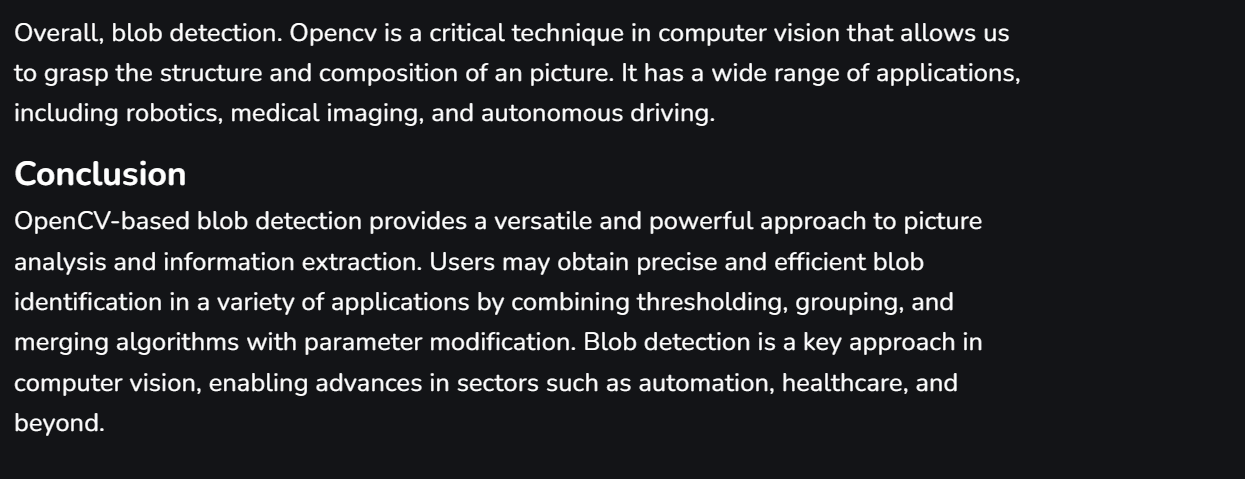 Overall, blob detection. Opencv is a critical technique in computer vision that allows us
to grasp the structure and composition of an picture. It has a wide range of applications,
including robotics, medical imaging, and autonomous driving.
Conclusion
OpenCV-based blob detection provides a versatile and powerful approach to picture
analysis and information extraction. Users may obtain precise and efficient blob
identification in a variety of applications by combining thresholding, grouping, and
merging algorithms with parameter modification. Blob detection is a key approach in
computer vision, enabling advances in sectors such as automation, healthcare, and
beyond.